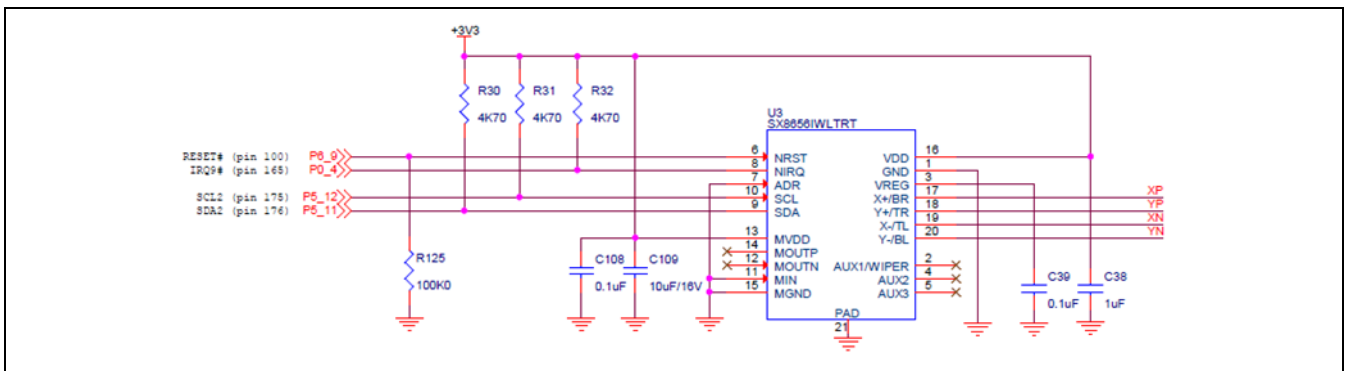 +3V3
R30
R31
R32
4K70
4K70
4K70
U3
SX8656IWLTRT
RESET# (pin 100) P6_9 6 NRST VDD 16
IRQ9# (pin 165) P0_4 8 NIRQ GND 1
7 ADR VREG 3
SCL2 (pin 175) P5_12 10 SCL X+/BR 17 XP
SDA2 (pin 176) P5_11 9 SDA Y+/TR 18 YP
X-/TL 19 XN
13 MVDD Y-/BL 20 YN
14 MOUTP
12 MOUTN AUX1/WIPER 2
11 MIN AUX2 4
15 MGND AUX3 5
R125
100K0
C108
0.1uF
C109
10uF/16V
C39
0.1uF
C38
1uF
PAD
21